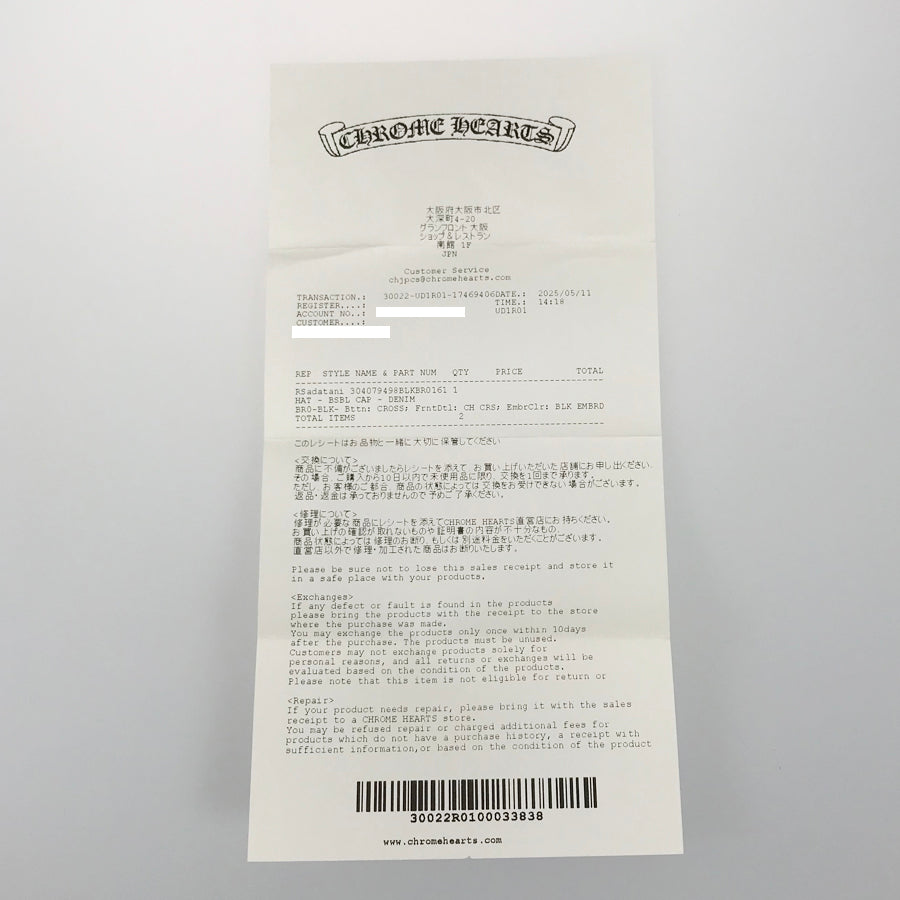 CHROME HEARTS
大阪府大阪市北区
大深町4-20
グランフロント大阪
ショップ&レストラン
南館 1F
JPN
Customer Service
chjpcs@chromehearts.com
TRANSACTION.: 30022-UD1R01-17469406DATE.: 2025/05/11
REGISTER....: TIME.: 14:18
ACCOUNT NO..: UD1R01
CUSTOMER....:
REP STYLE NAME & PART NUM QTY PRICE TOTAL
RSadatani 304079498BLKBR0161 1
HAT - BSBL CAP - DENIM
BR0-BLK- Bttn: CROSS; FrntDtl: CH CRS; EmbrClr: BLK EMBRD
TOTAL ITEMS 2
このレシートはお品物と一緒に大切に保管してください
<交換について>
商品に不備がございましたらレシートを添えて、お買い上げいただいた店舗にお申し出ください.
その場合、ご購入から10日以内で未使用品に限り、交換を1回まで承ります。
ただし、お客様のご都合、商品の状態によっては交換をお受けできない場合がございます。
返品・返金は承っておりませんので予めご了承ください。
<修理について>
修理が必要な商品にレシートを添えてCHROME HEARTS直営店にお持ちください。
お買い上げの確認が取れないものや証明書の内容が不十分なもの、
商品状態によっては修理のお断り、もしくは別途料金をいただくことがございます。
直営店以外で修理・加工された商品はお断りいたします。
Please be sure not to lose this sales receipt and store it
in a safe place with your products.
<Exchanges>
If any defect or fault is found in the products
please bring the products with the receipt to the store
where the purchase was made.
You may exchange the products only once within 10days
after the purchase. The products must be unused.
Customers may not exchange products solely for
personal reasons, and all returns or exchanges will be
evaluated based on the condition of the products.
Please note that this item is not eligible for return or
<Repair>
If your product needs repair, please bring it with the sales
receipt to a CHROME HEARTS store.
You may be refused repair or charged additional fees for
products which do not have a purchase history, a receipt with
sufficient information,or based on the condition of the product
30022R0100033838
www.chromehearts.com